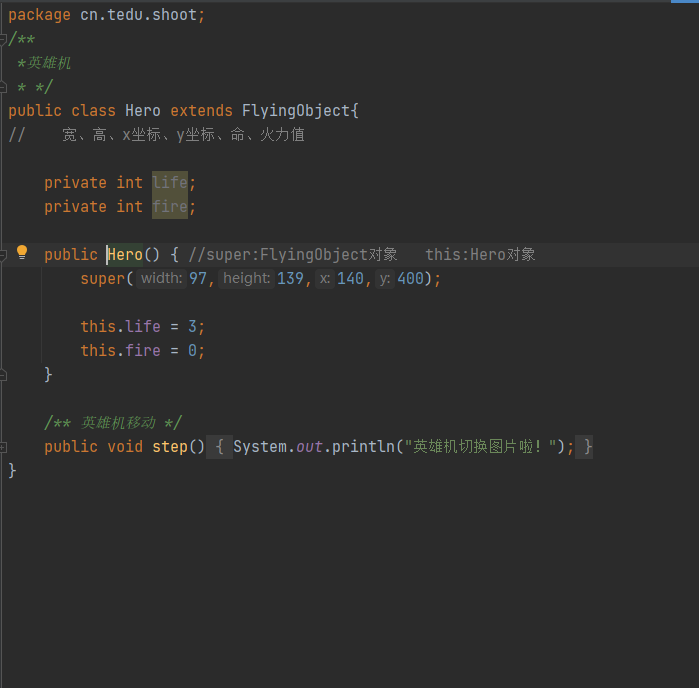 package cn.tedu.shoot;
/**
 *英雄机
 * */
public class Hero extends FlyingObject{
//    宽、高、x坐标、y坐标、命、火力值
    private int life;
    private int fire;
    public Hero() { //super:FlyingObject对象   this:Hero对象
        super( width: 97, height: 139, x: 140, y: 400);
        this.life = 3;
        this.fire = 0;
    }
    /** 英雄机移动 */
    public void step() { System.out.println("英雄机切换图片啦! "); }
}